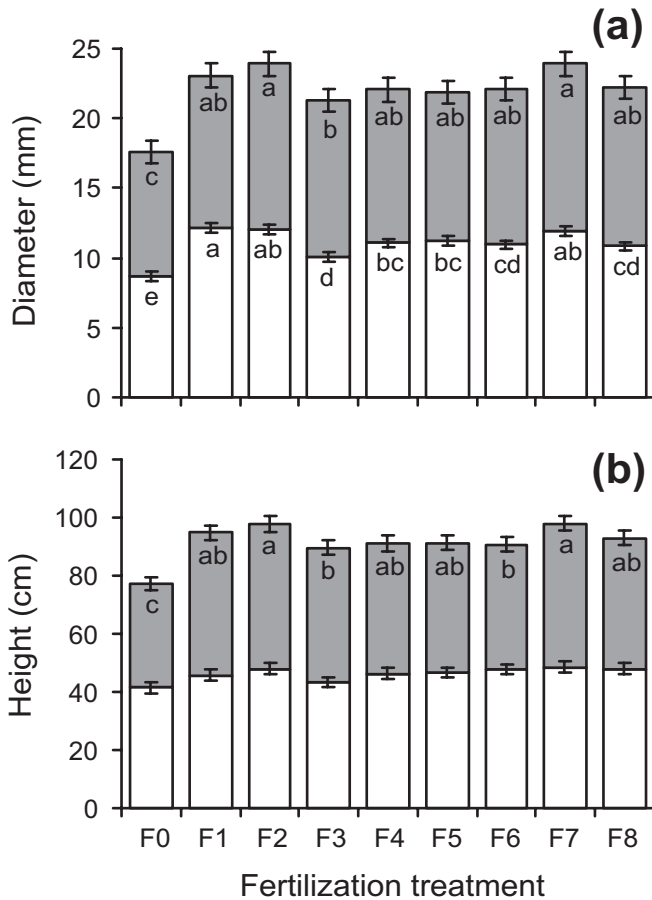 (a)
Diameter (mm)
25
20
15
10
5
0
c ab a b ab ab ab a ab
e a ab d bc bc cd ab cd
(b)
Height (cm)
120
100
80
60
40
20
0
c ab a b ab ab b a ab
F0 F1 F2 F3 F4 F5 F6 F7 F8
Fertilization treatment